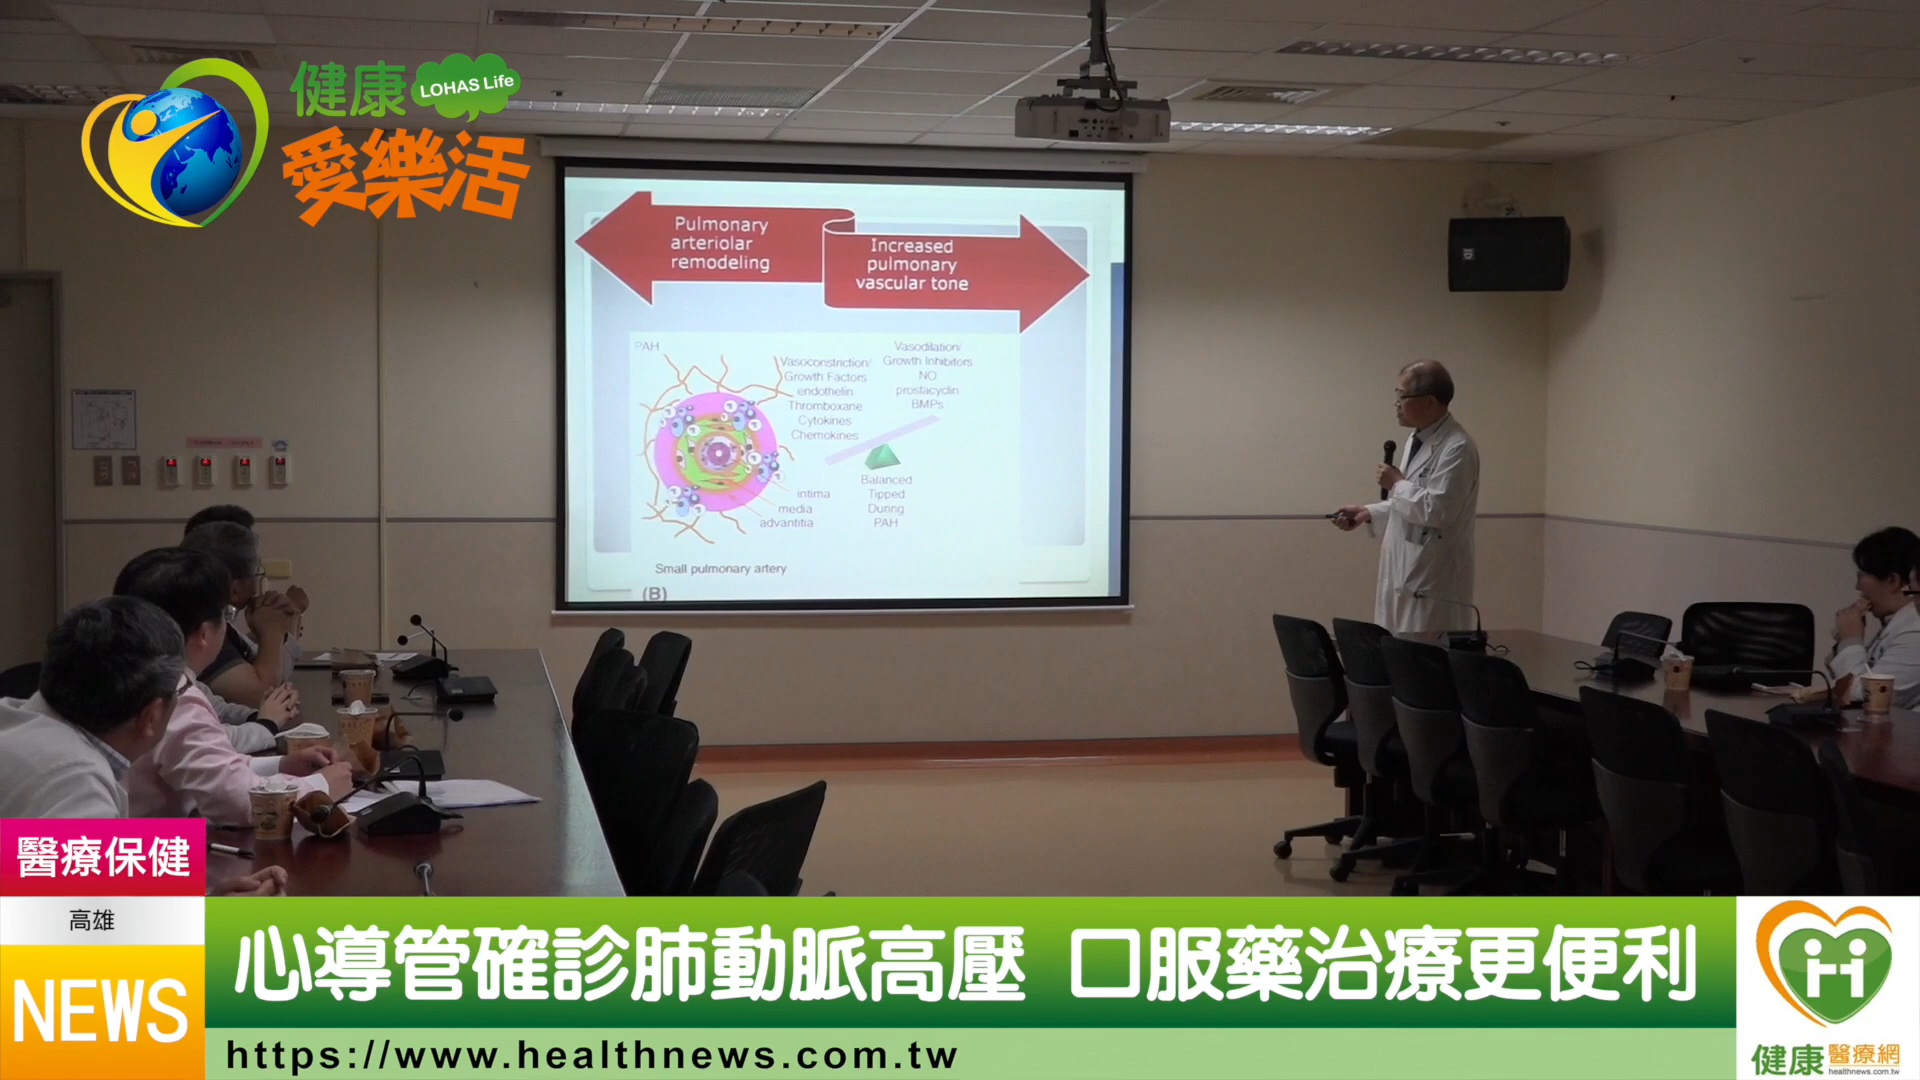 健康
LOHAS Life
愛樂活
Pulmonary
arteriolar
remodeling
Increased
pulmonary
vascular tone
PAH
Vasoconstriction/
Growth Factors
endothelin
Thromboxane
Cytokines
Chemokines
Vasodilation/
Growth Inhibitors
NO
prostacyclin
BMPs
Balanced
Tipped
During
PAH
intima
media
advantitia
Small pulmonary artery
(B)
醫療保健
高雄
NEWS
心導管確診肺動脈高壓 口服藥治療更便利
https://www.healthnews.com.tw
健康醫療網
healthnews.com.tw